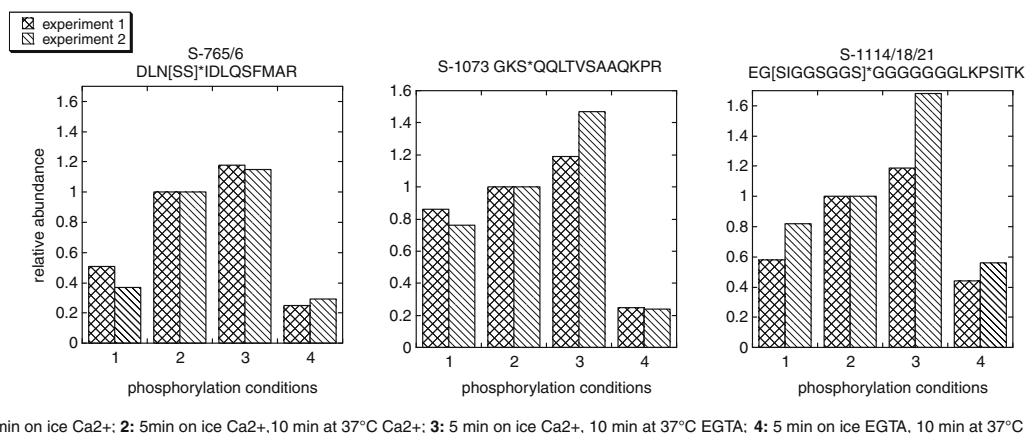 experiment 1
experiment 2
S-765/6
DLN[SS]*IDLQSFMAR
S-1073 GKS*QQLTVSAAQKPR
S-1114/18/21
EG[SIGGSGGS]*GGGGGGGLKPSITK
relative abundance
1.6
1.4
1.2
1
0.8
0.6
0.4
0.2
0
1 2 3 4
phosphorylation conditions
1.6
1.4
1.2
1
0.8
0.6
0.4
0.2
0
1 2 3 4
phosphorylation conditions
1.6
1.4
1.2
1
0.8
0.6
0.4
0.2
0
1 2 3 4
phosphorylation conditions
min on ice Ca2+; 2: 5min on ice Ca2+,10 min at 37°C Ca2+; 3: 5 min on ice Ca2+, 10 min at 37°C EGTA; 4: 5 min on ice EGTA, 10 min at 37°C